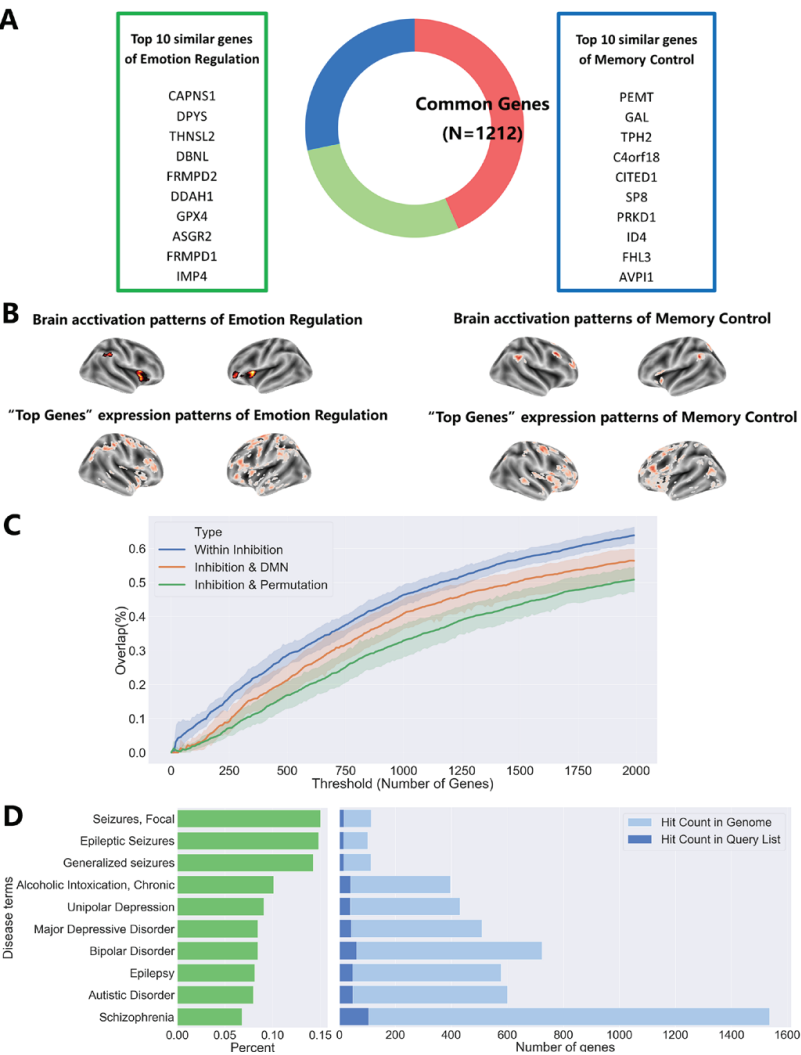 A
Top 10 similar genes
of Emotion Regulation
CAPNS1
DPYS
THNSL2
DBNL
FRMPD2
DDAH1
GPX4
ASGR2
FRMPD1
IMP4
Common Genes
(N=1212)
Top 10 similar genes
of Memory Control
PEMT
GAL
TPH2
C4orf18
CITED1
SP8
PRKD1
ID4
FHL3
AVPI1
B
Brain acctivation patterns of Emotion Regulation
Brain acctivation patterns of Memory Control
“Top Genes” expression patterns of Emotion Regulation
“Top Genes” expression patterns of Memory Control
C
Type
Within Inhibition
Inhibition & DMN
Inhibition & Permutation
Overlap(%)
0.6
0.5
0.4
0.3
0.2
0.1
0.0
0 250 500 750 1000 1250 1500 1750 2000
Threshold (Number of Genes)
D
Disease terms
Seizures, Focal
Epileptic Seizures
Generalized seizures
Alcoholic Intoxication, Chronic
Unipolar Depression
Major Depressive Disorder
Bipolar Disorder
Epilepsy
Autistic Disorder
Schizophrenia
0.00 0.05 0.10 0.15
Percent
Hit Count in Genome
Hit Count in Query List
0 200 400 600 800 1000 1200 1400 1600
Number of genes